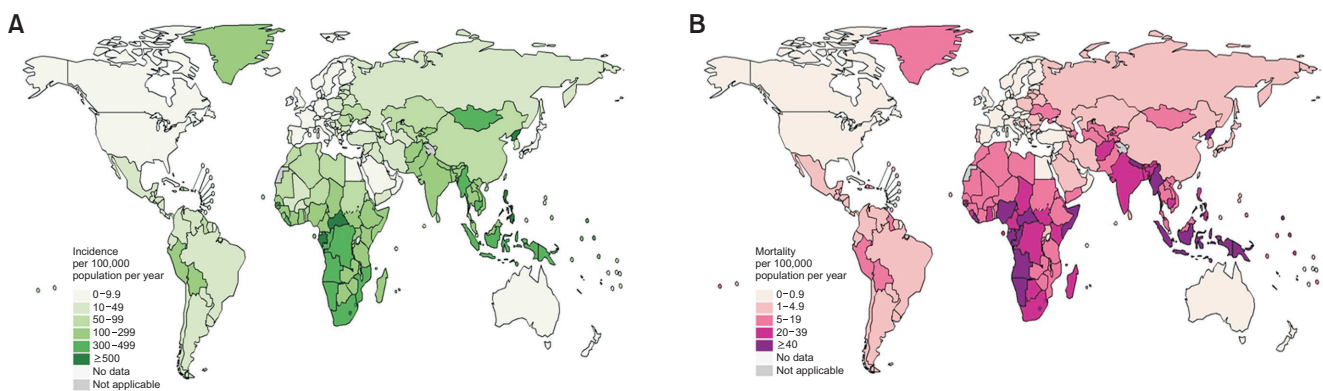 A
Incidence
per 100,000
population per year
0–9.9
10–49
50–99
100–299
300–499
≥500
No data
Not applicable
B
Mortality
per 100,000
population per year
0–0.9
1–4.9
5–19
20–39
≥40
No data
Not applicable